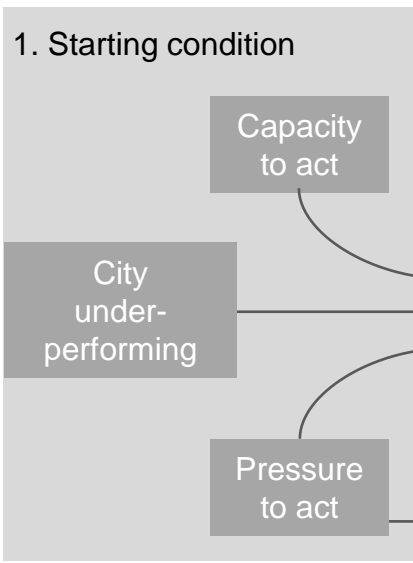 1. Starting condition
Capacity
to act
City
under-
performing
Pressure
to act